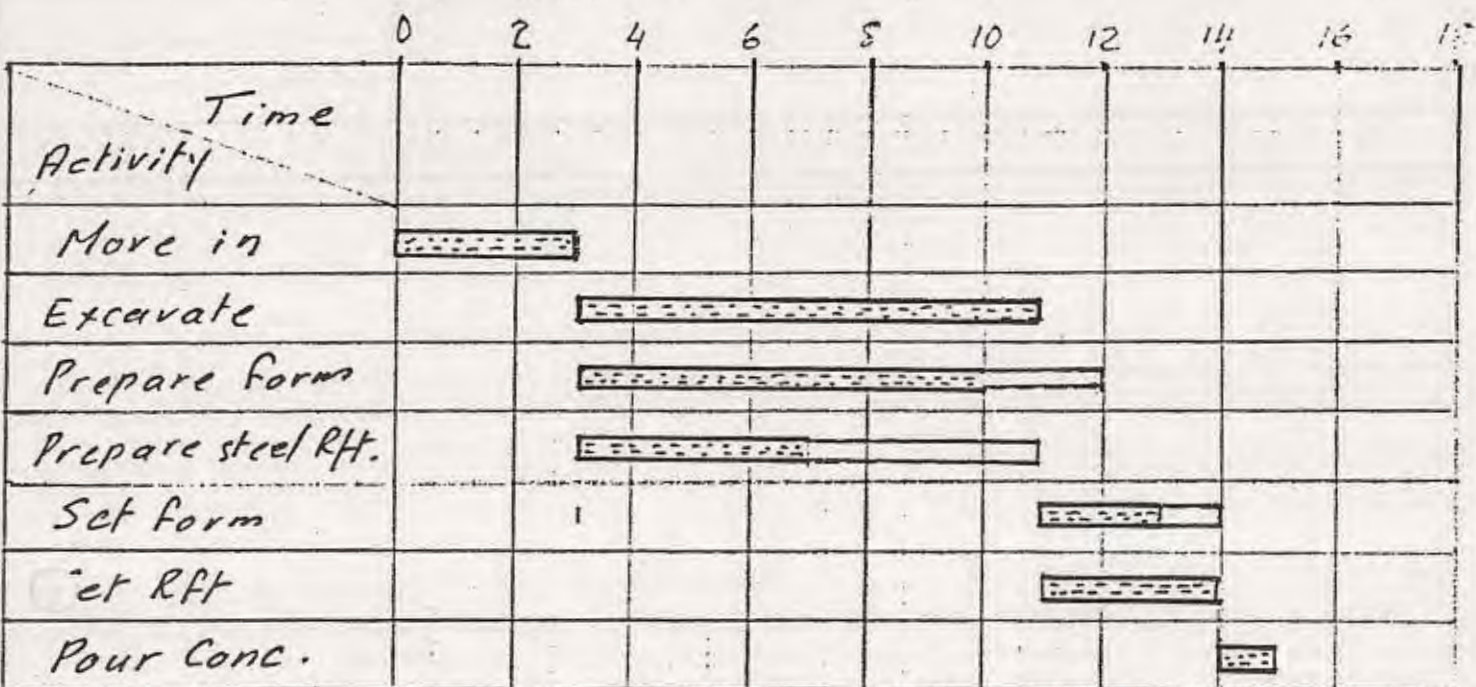 0 2 4 6 8 10 12 14 16
Time
Activity
Move in
Excavate
Prepare form
Prepare steel Rft.
Set form
Rft
Pour Conc.